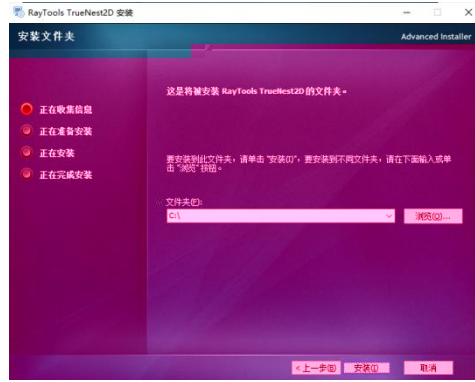 RayTools TrueNest2D 安装
安装文件夹
Advanced Installer
这是将被安装 RayTools TrueNest2D 的文件夹。
正在收集信息
正在准备安装
正在安装
正在完成安装
要安装到此文件夹，请单击 "安装(I)"，要安装到不同文件夹，请在下面输入或单
击 "浏览" 按钮。
文件夹(F):
C:\
浏览(O)...
< 上一步(B)
安装(I)
取消